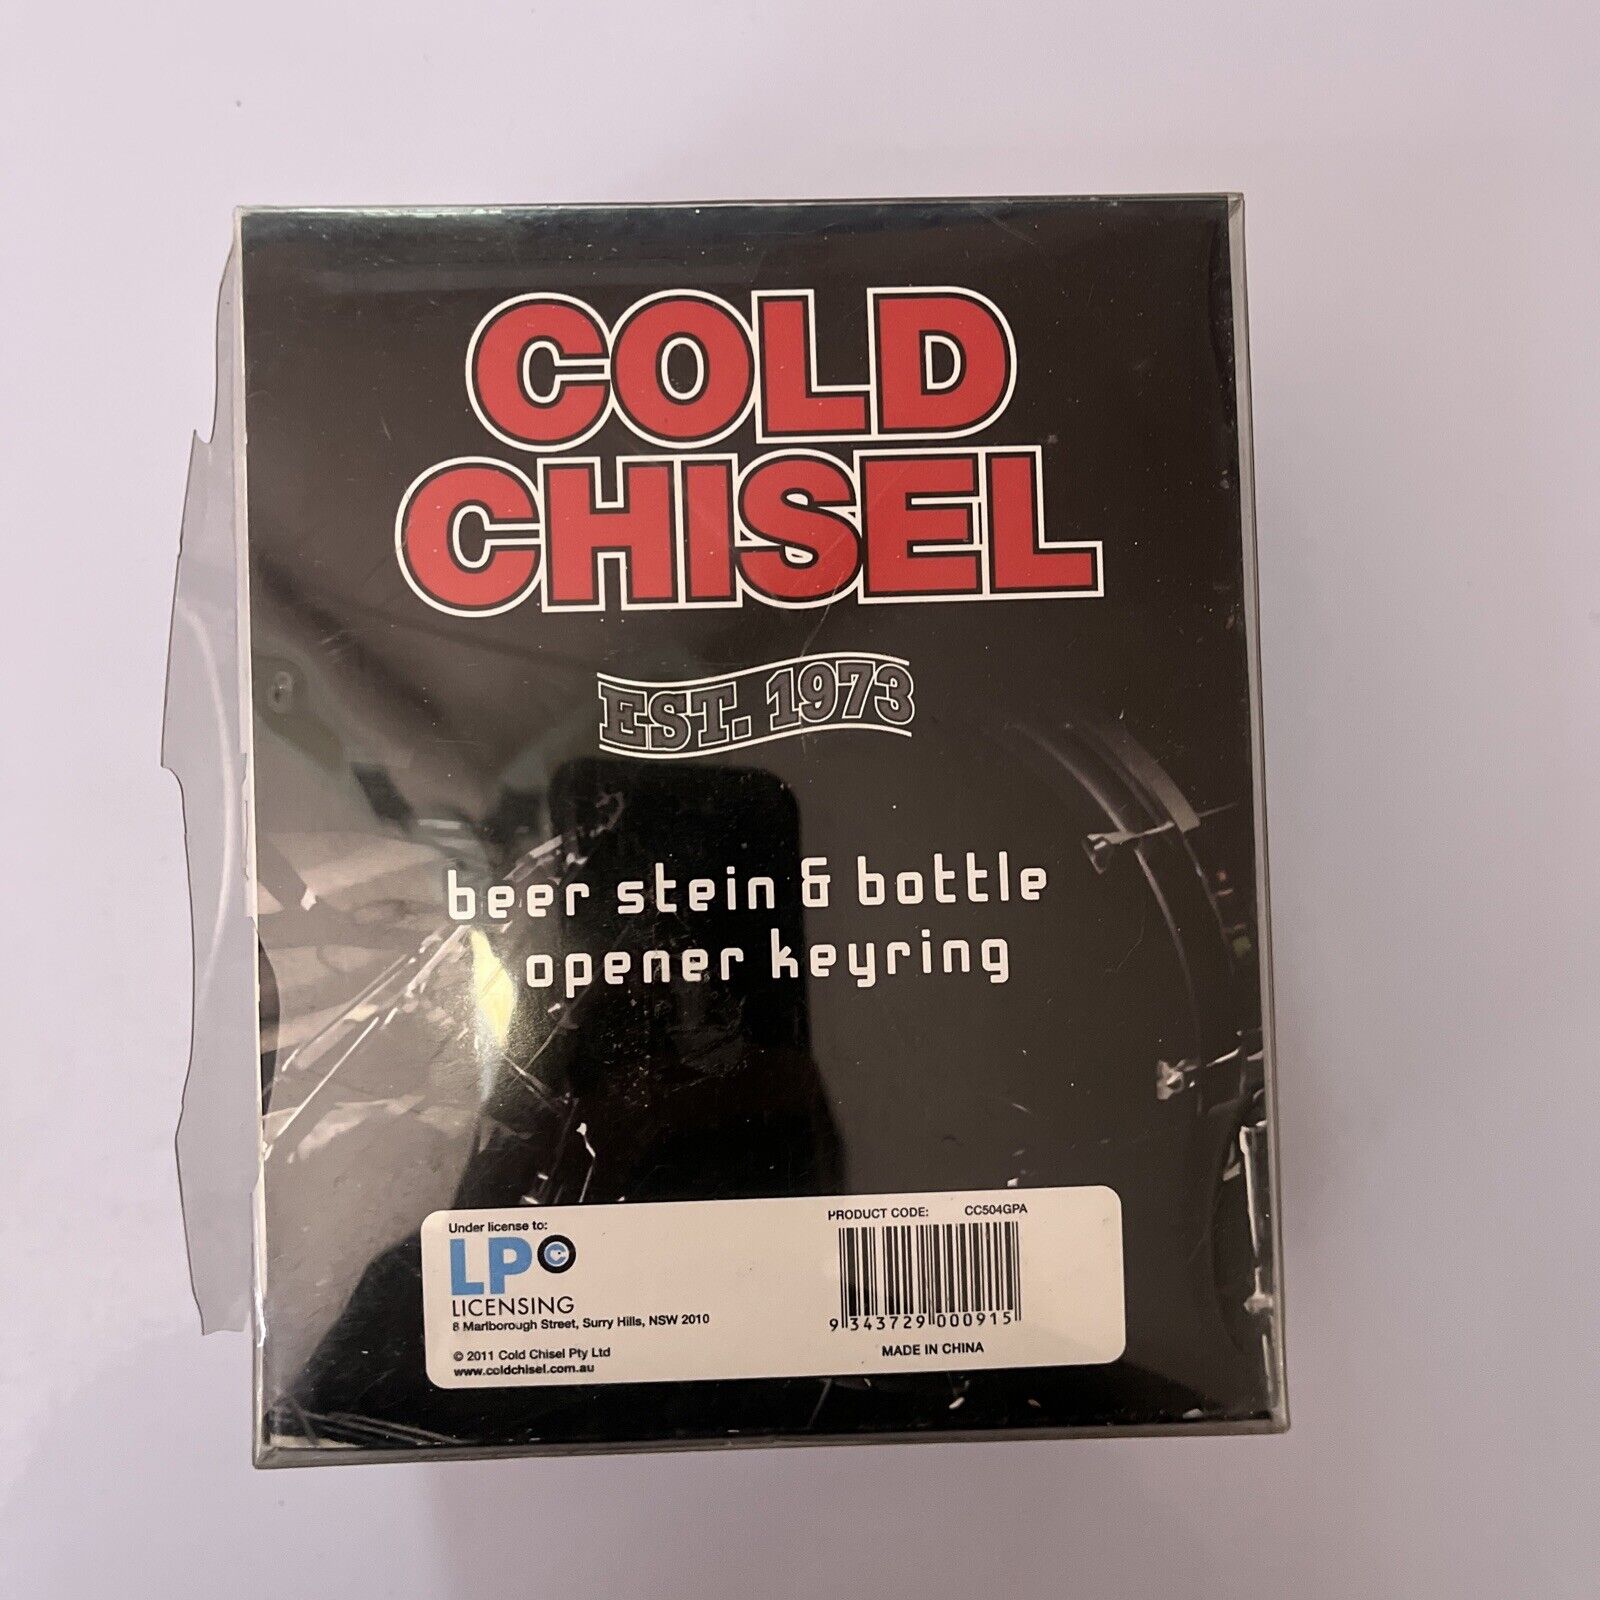 COLD
CHISEL
EST. 1973
beer stein & bottle
opener keyring
Under license to:
LP
LICENSING
8 Marlborough Street, Surry Hills, NSW 2010
© 2011 Cold Chisel Pty Ltd
www.coldchisel.com.au
PRODUCT CODE: CC504GPA
9 343729 000915
MADE IN CHINA